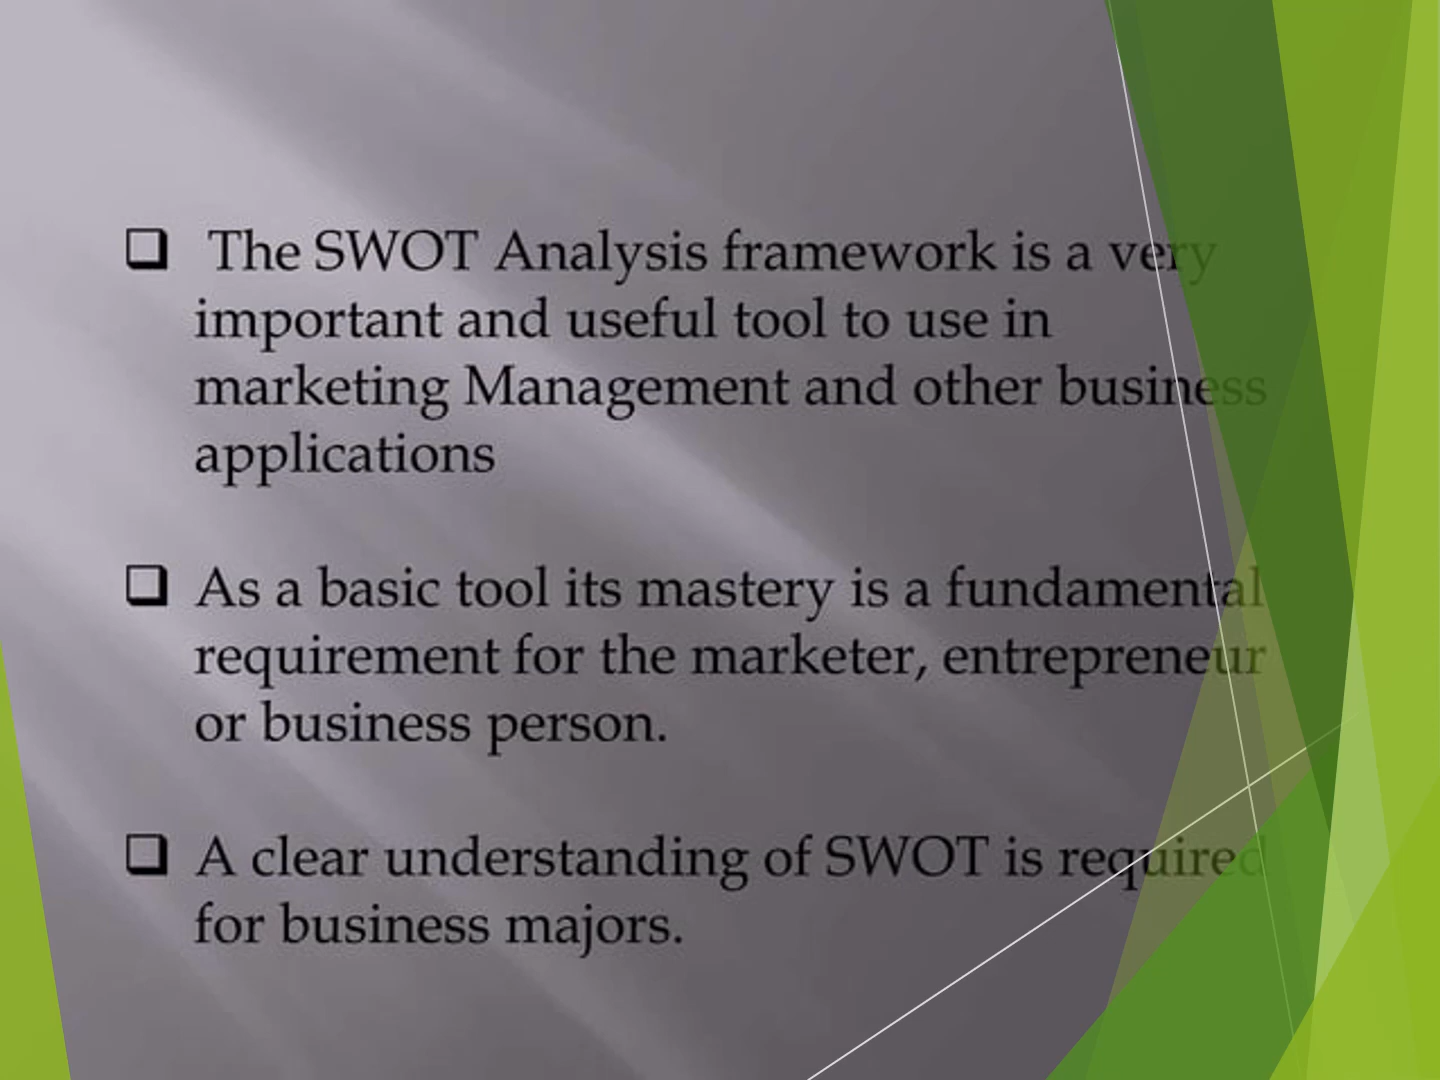 ❑ The SWOT Analysis framework is a very
important and useful tool to use in
marketing Management and other business
applications
❑ As a basic tool its mastery is a fundamental
requirement for the marketer, entrepreneur
or business person.
❑ A clear understanding of SWOT is required
for business majors.